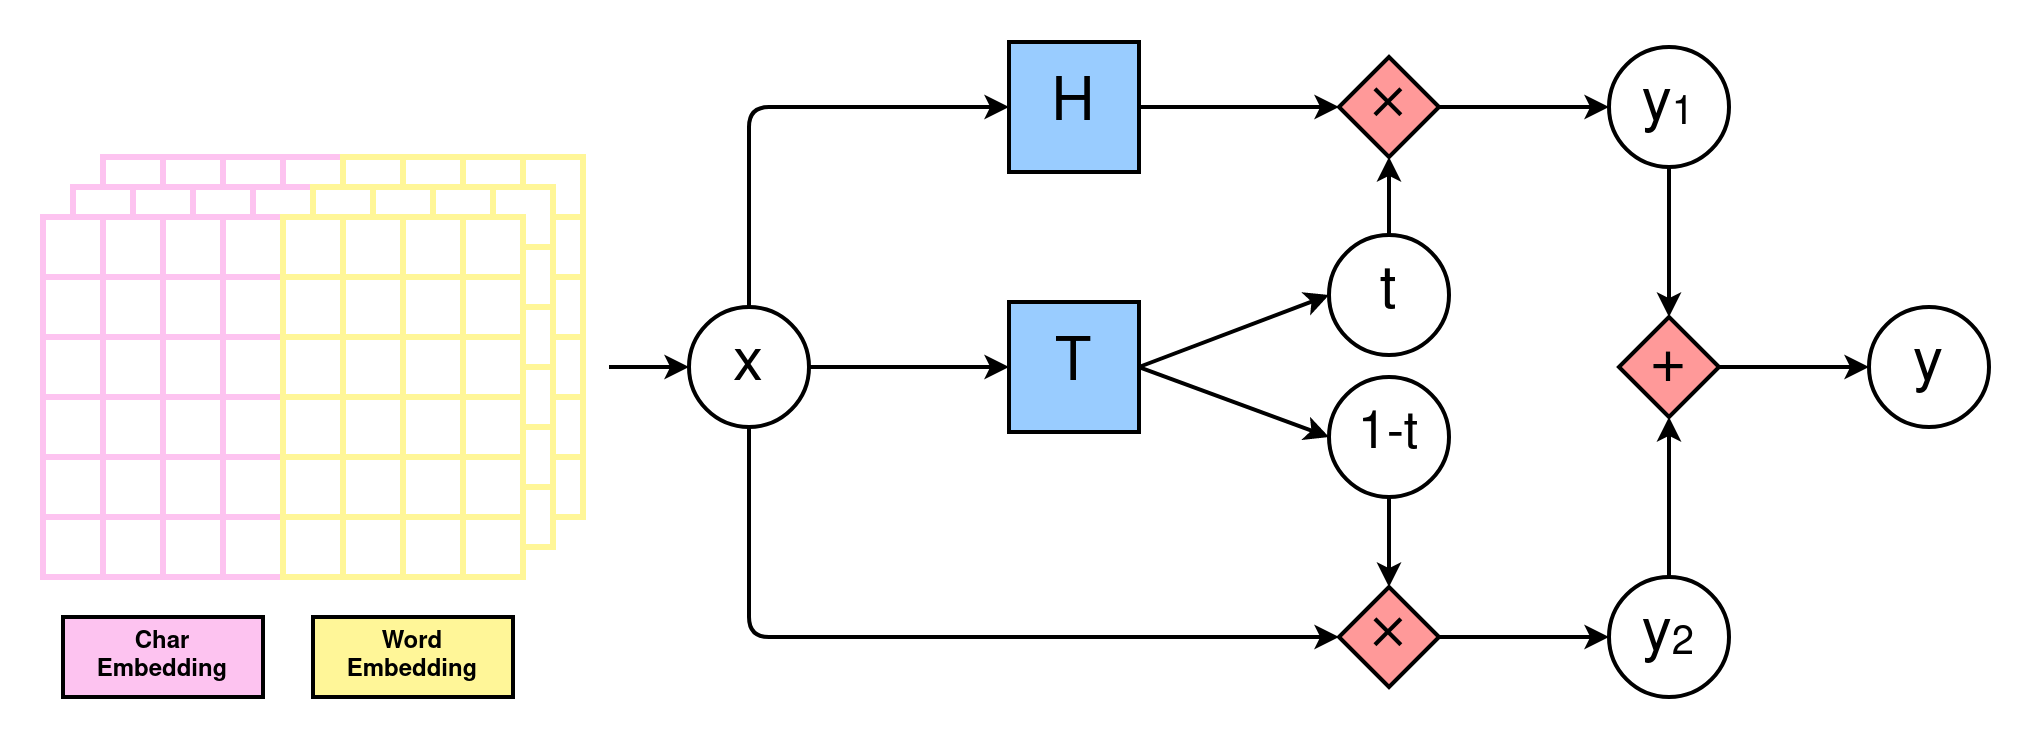 H
×
y1
t
x
T
+
y
1-t
×
y2
Char
Embedding
Word
Embedding